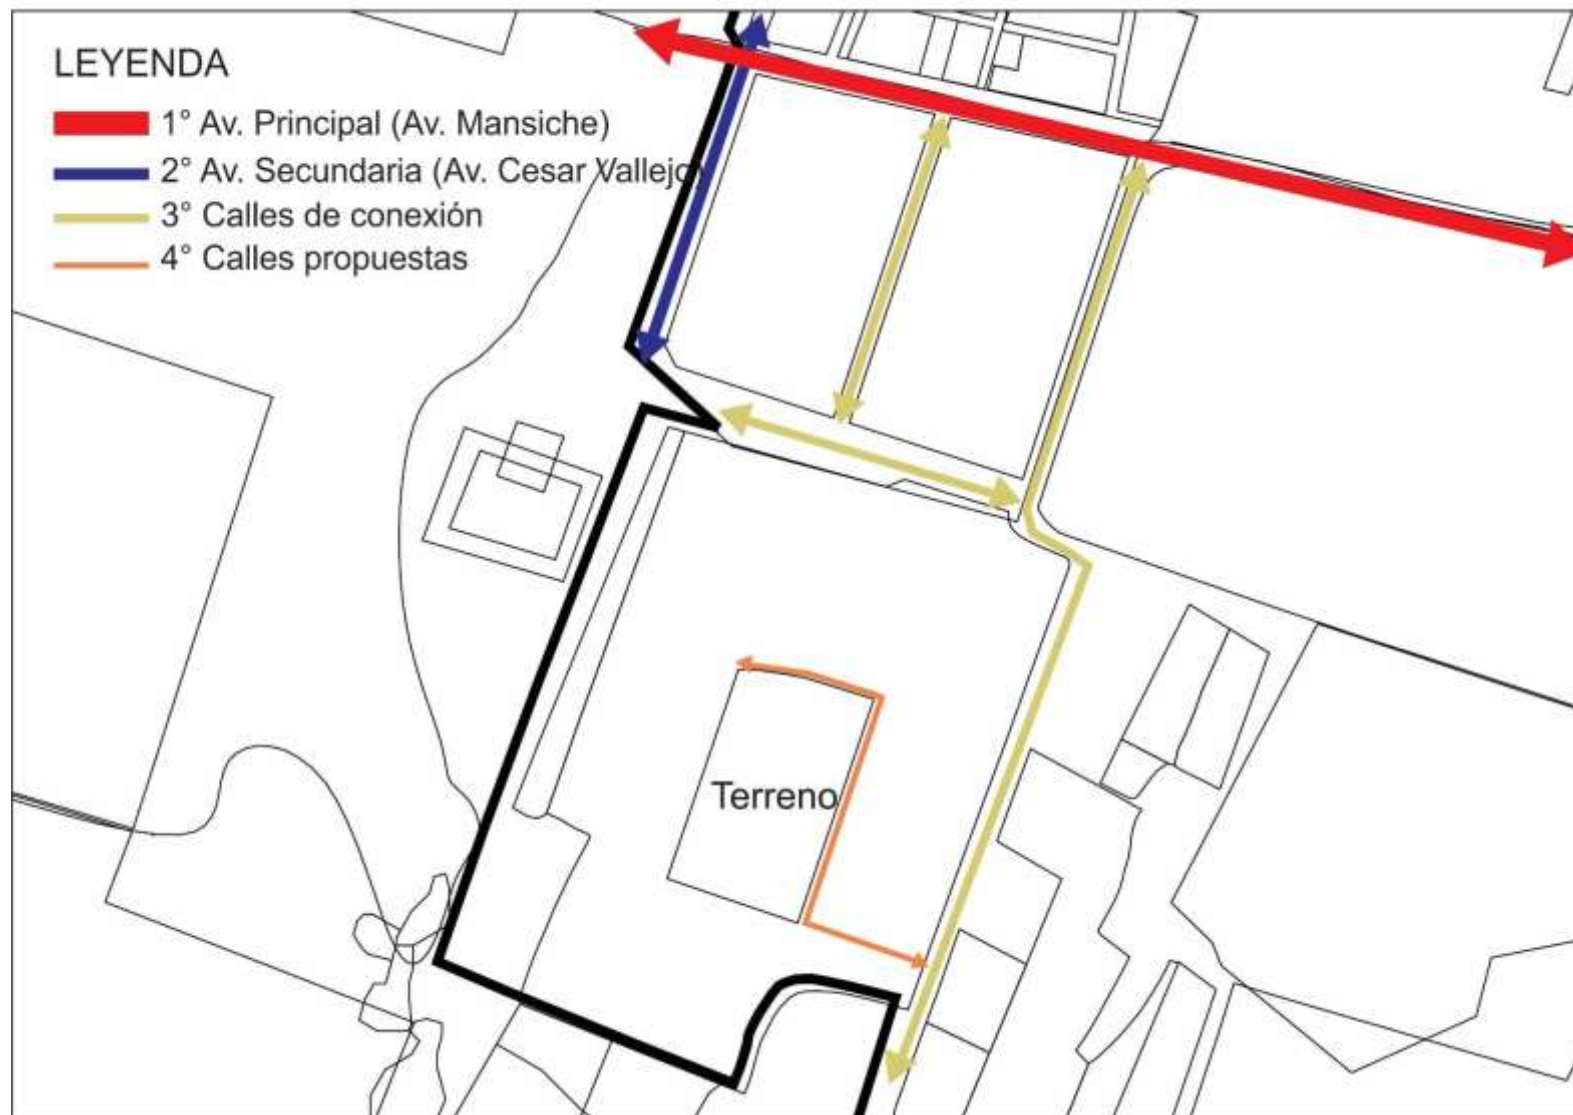 LEYENDA
1° Av. Principal (Av. Mansiche)
2° Av. Secundaria (Av. Cesar Vallejo)
3° Calles de conexión
4° Calles propuestas
Terreno